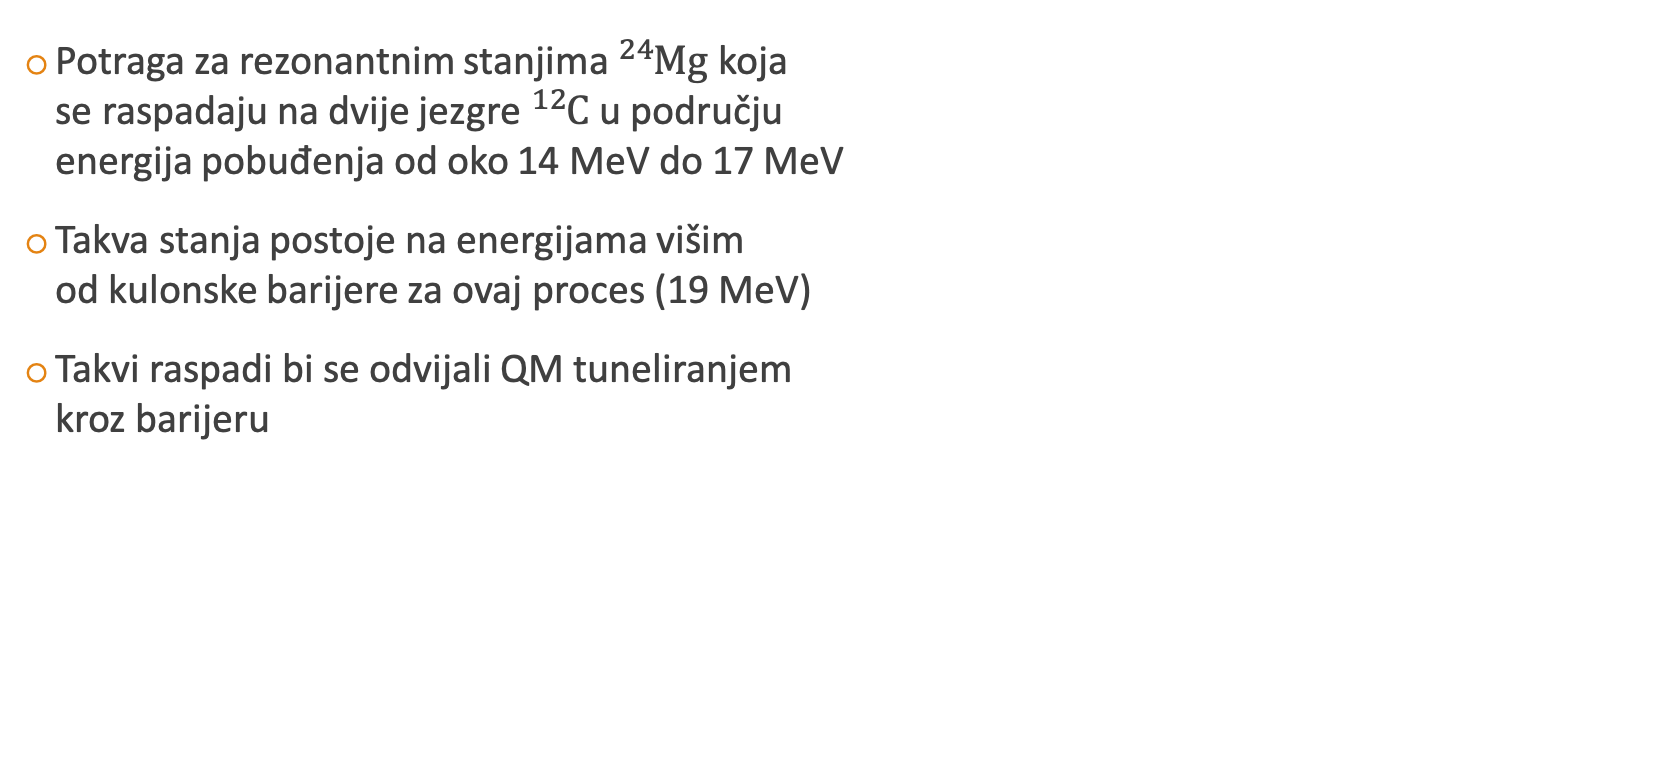 Potraga za rezonantnim stanjima ²⁴Mg koja
se raspadaju na dvije jezgre ¹²C u području
energija pobuđenja od oko 14 MeV do 17 MeV
Takva stanja postoje na energijama višim
od kulonske barijere za ovaj proces (19 MeV)
Takvi raspadi bi se odvijali QM tuneliranjem
kroz barijeru